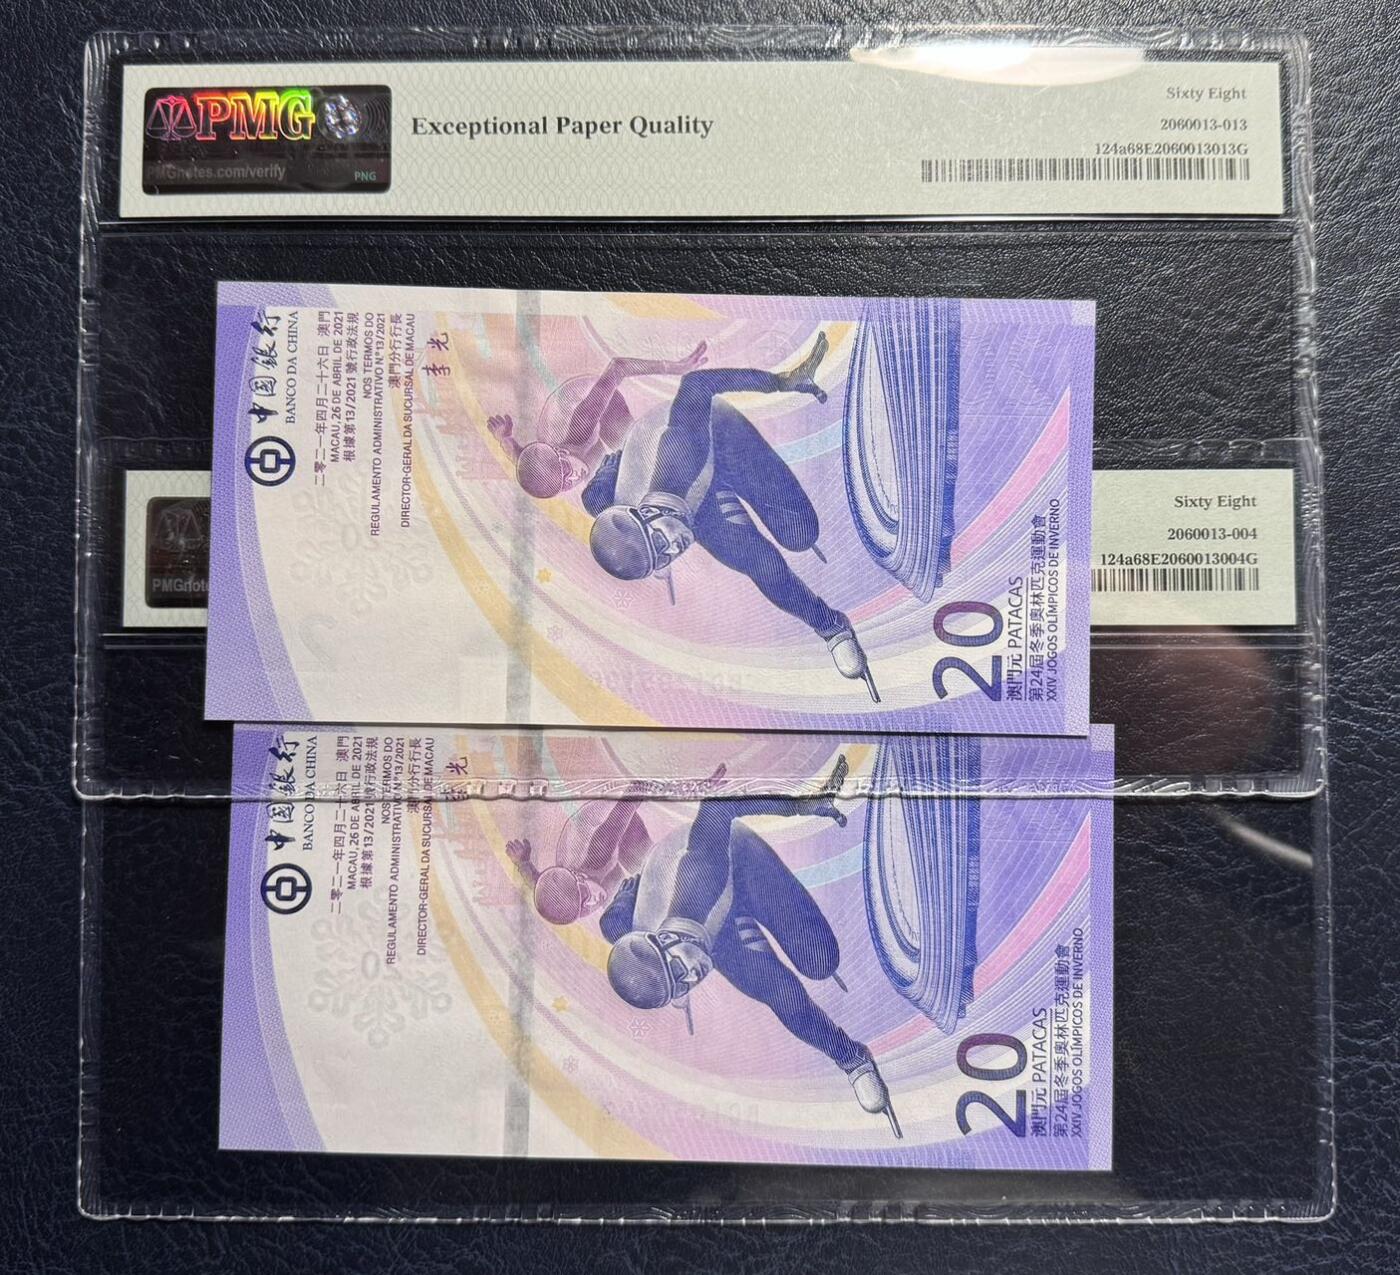 PMG
PMGnotes.com/verify
PNG
Exceptional Paper Quality
Sixty Eight
2060013-013
124a68E2060013013G
中国銀行
BANCO DA CHINA
二零二一年四月二十六日 澳門
MACAU, 26 DE ABRIL DE 2021
根據第13/2021號行政法規
NOS TERMOS DO
REGULAMENTO ADMINISTRATIVO N.º 13/2021
澳門分行行長
DIRECTOR-GERAL DA SUCURSAL DE MACAU
李光
20
澳門元 PATACAS
第24屆冬季奧林匹克運動會
XXIV JOGOS OLÍMPICOS DE INVERNO
PMGnote
Sixty Eight
2060013-004
124a68E2060013004G
中国銀行
BANCO DA CHINA
二零二一年四月二十六日 澳門
MACAU, 26 DE ABRIL DE 2021
根據第13/2021號行政法規
NOS TERMOS DO
REGULAMENTO ADMINISTRATIVO N.º 13/2021
澳門分行行長
DIRECTOR-GERAL DA SUCURSAL DE MACAU
李光
20
澳門元 PATACAS
第24屆冬季奧林匹克運動會
XXIV JOGOS OLÍMPICOS DE INVERNO